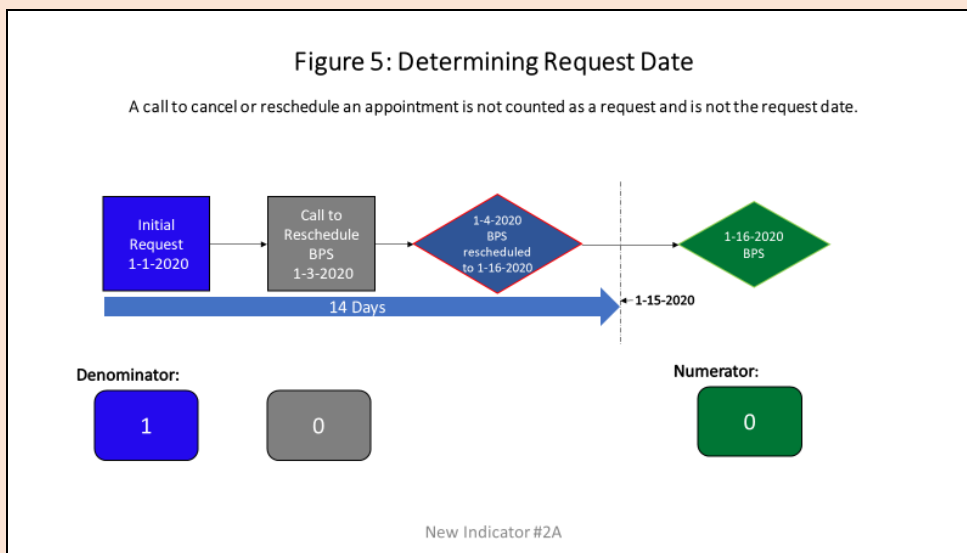 Figure 5: Determining Request Date
A call to cancel or reschedule an appointment is not counted as a request and is not the request date.
Initial
Request
1-1-2020
Call to
Reschedule
BPS
1-3-2020
1-4-2020
BPS
rescheduled
to 1-16-2020
1-16-2020
BPS
14 Days
1-15-2020
Denominator:
Numerator:
1
0
0
New Indicator #2A